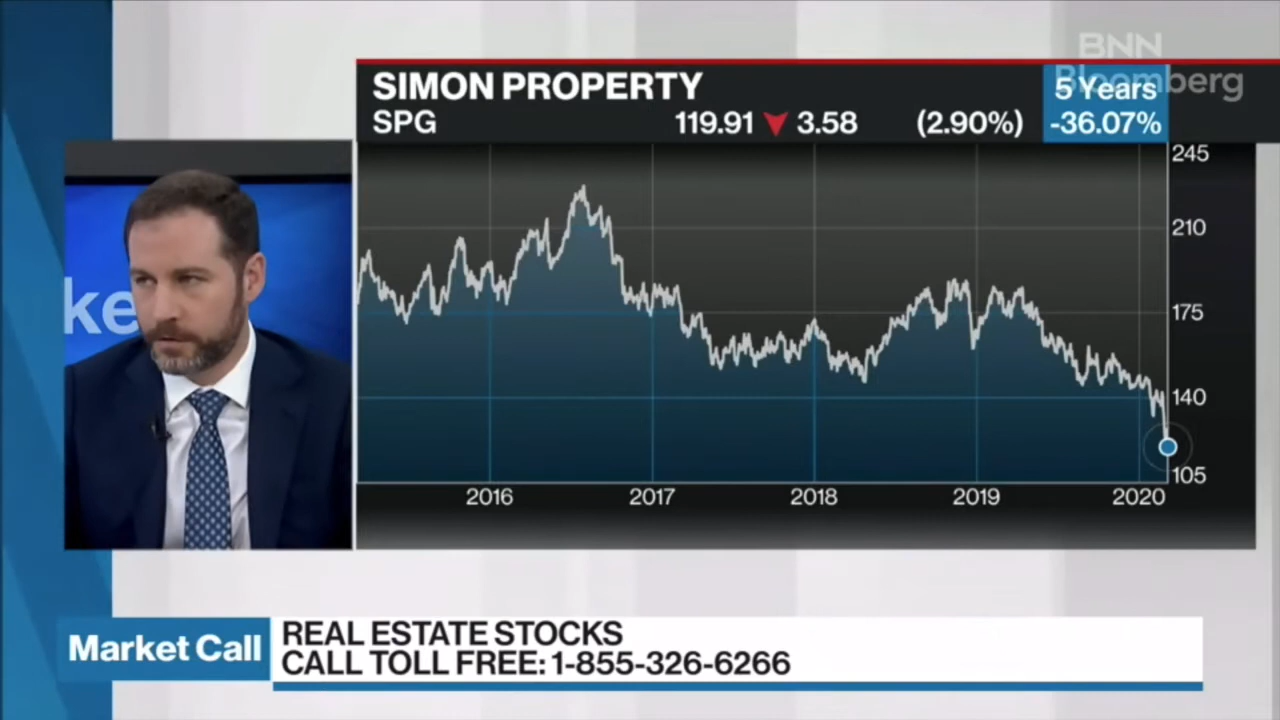 BNN
Bloomberg
SIMON PROPERTY
SPG 119.91 3.58 (2.90%)
5 Years
-36.07%
245
210
175
140
105
2016 2017 2018 2019 2020
ke
Market Call
REAL ESTATE STOCKS
CALL TOLL FREE: 1-855-326-6266